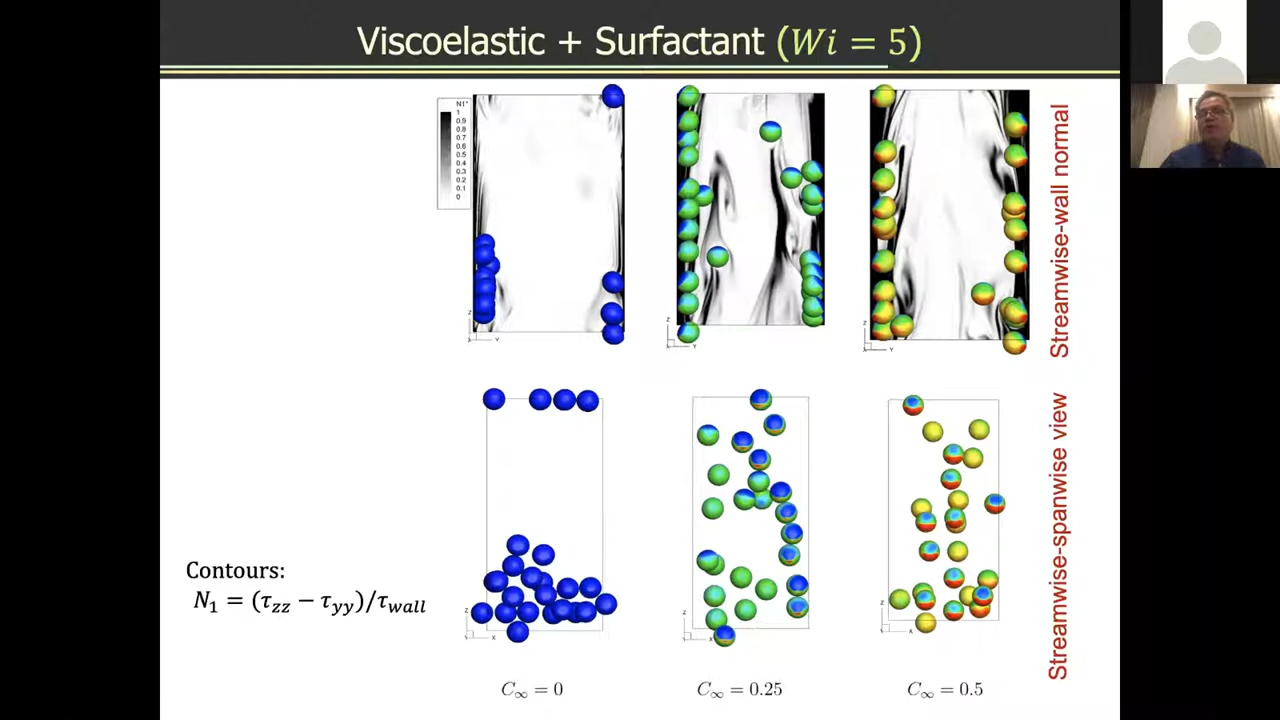 Viscoelastic + Surfactant (Wi = 5)
N1*
1
0.9
0.8
0.7
0.6
0.5
0.4
0.3
0.2
0.1
0
Z
X Y
Z
Y
Z
X Y
Streamwise-wall normal
Contours:
N₁ = (τ_zz − τ_yy)/τ_wall
Z
Y X
Z
X
Z
X
Streamwise-spanwise view
C∞ = 0
C∞ = 0.25
C∞ = 0.5